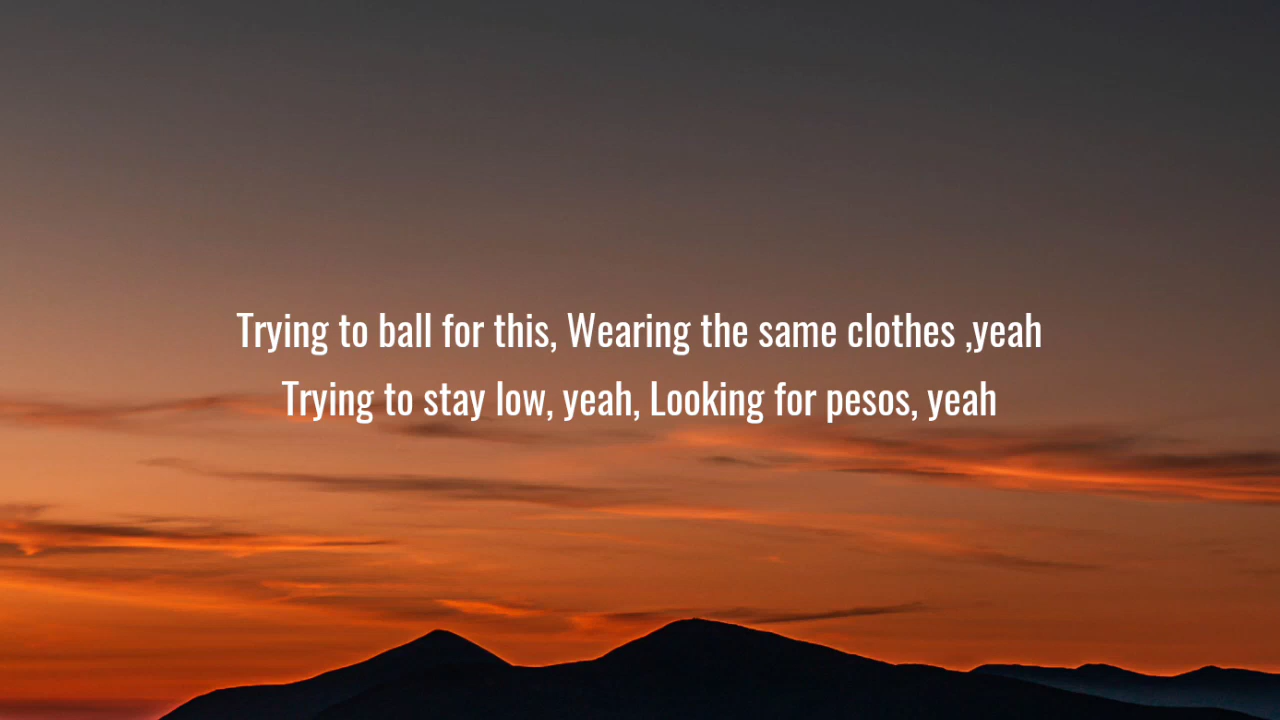 Trying to ball for this, Wearing the same clothes ,yeah
Trying to stay low, yeah, Looking for pesos, yeah